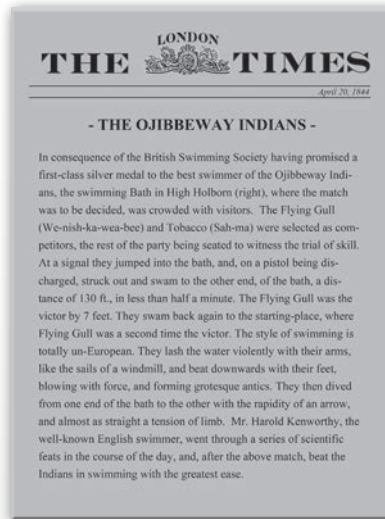 LONDON
THE TIMES
April 20, 1844
- THE OJIBBEWAY INDIANS -
In consequence of the British Swimming Society having promised a
first-class silver medal to the best swimmer of the Ojibbeway Indi-
ans, the swimming Bath in High Holborn (right), where the match
was to be decided, was crowded with visitors. The Flying Gull
(We-nish-ka-wea-bee) and Tobacco (Sah-ma) were selected as com-
petitors, the rest of the party being seated to witness the trial of skill.
At a signal they jumped into the bath, and, on a pistol being dis-
charged, struck out and swam to the other end, of the bath, a dis-
tance of 130 ft., in less than half a minute. The Flying Gull was the
victor by 7 feet. They swam back again to the starting-place, where
Flying Gull was a second time the victor. The style of swimming is
totally un-European. They lash the water violently with their arms,
like the sails of a windmill, and beat downwards with their feet,
blowing with force, and forming grotesque antics. They then dived
from one end of the bath to the other with the rapidity of an arrow,
and almost as straight a tension of limb. Mr. Harold Kenworthy, the
well-known English swimmer, went through a series of scientific
feats in the course of the day, and, after the above match, beat the
Indians in swimming with the greatest ease.